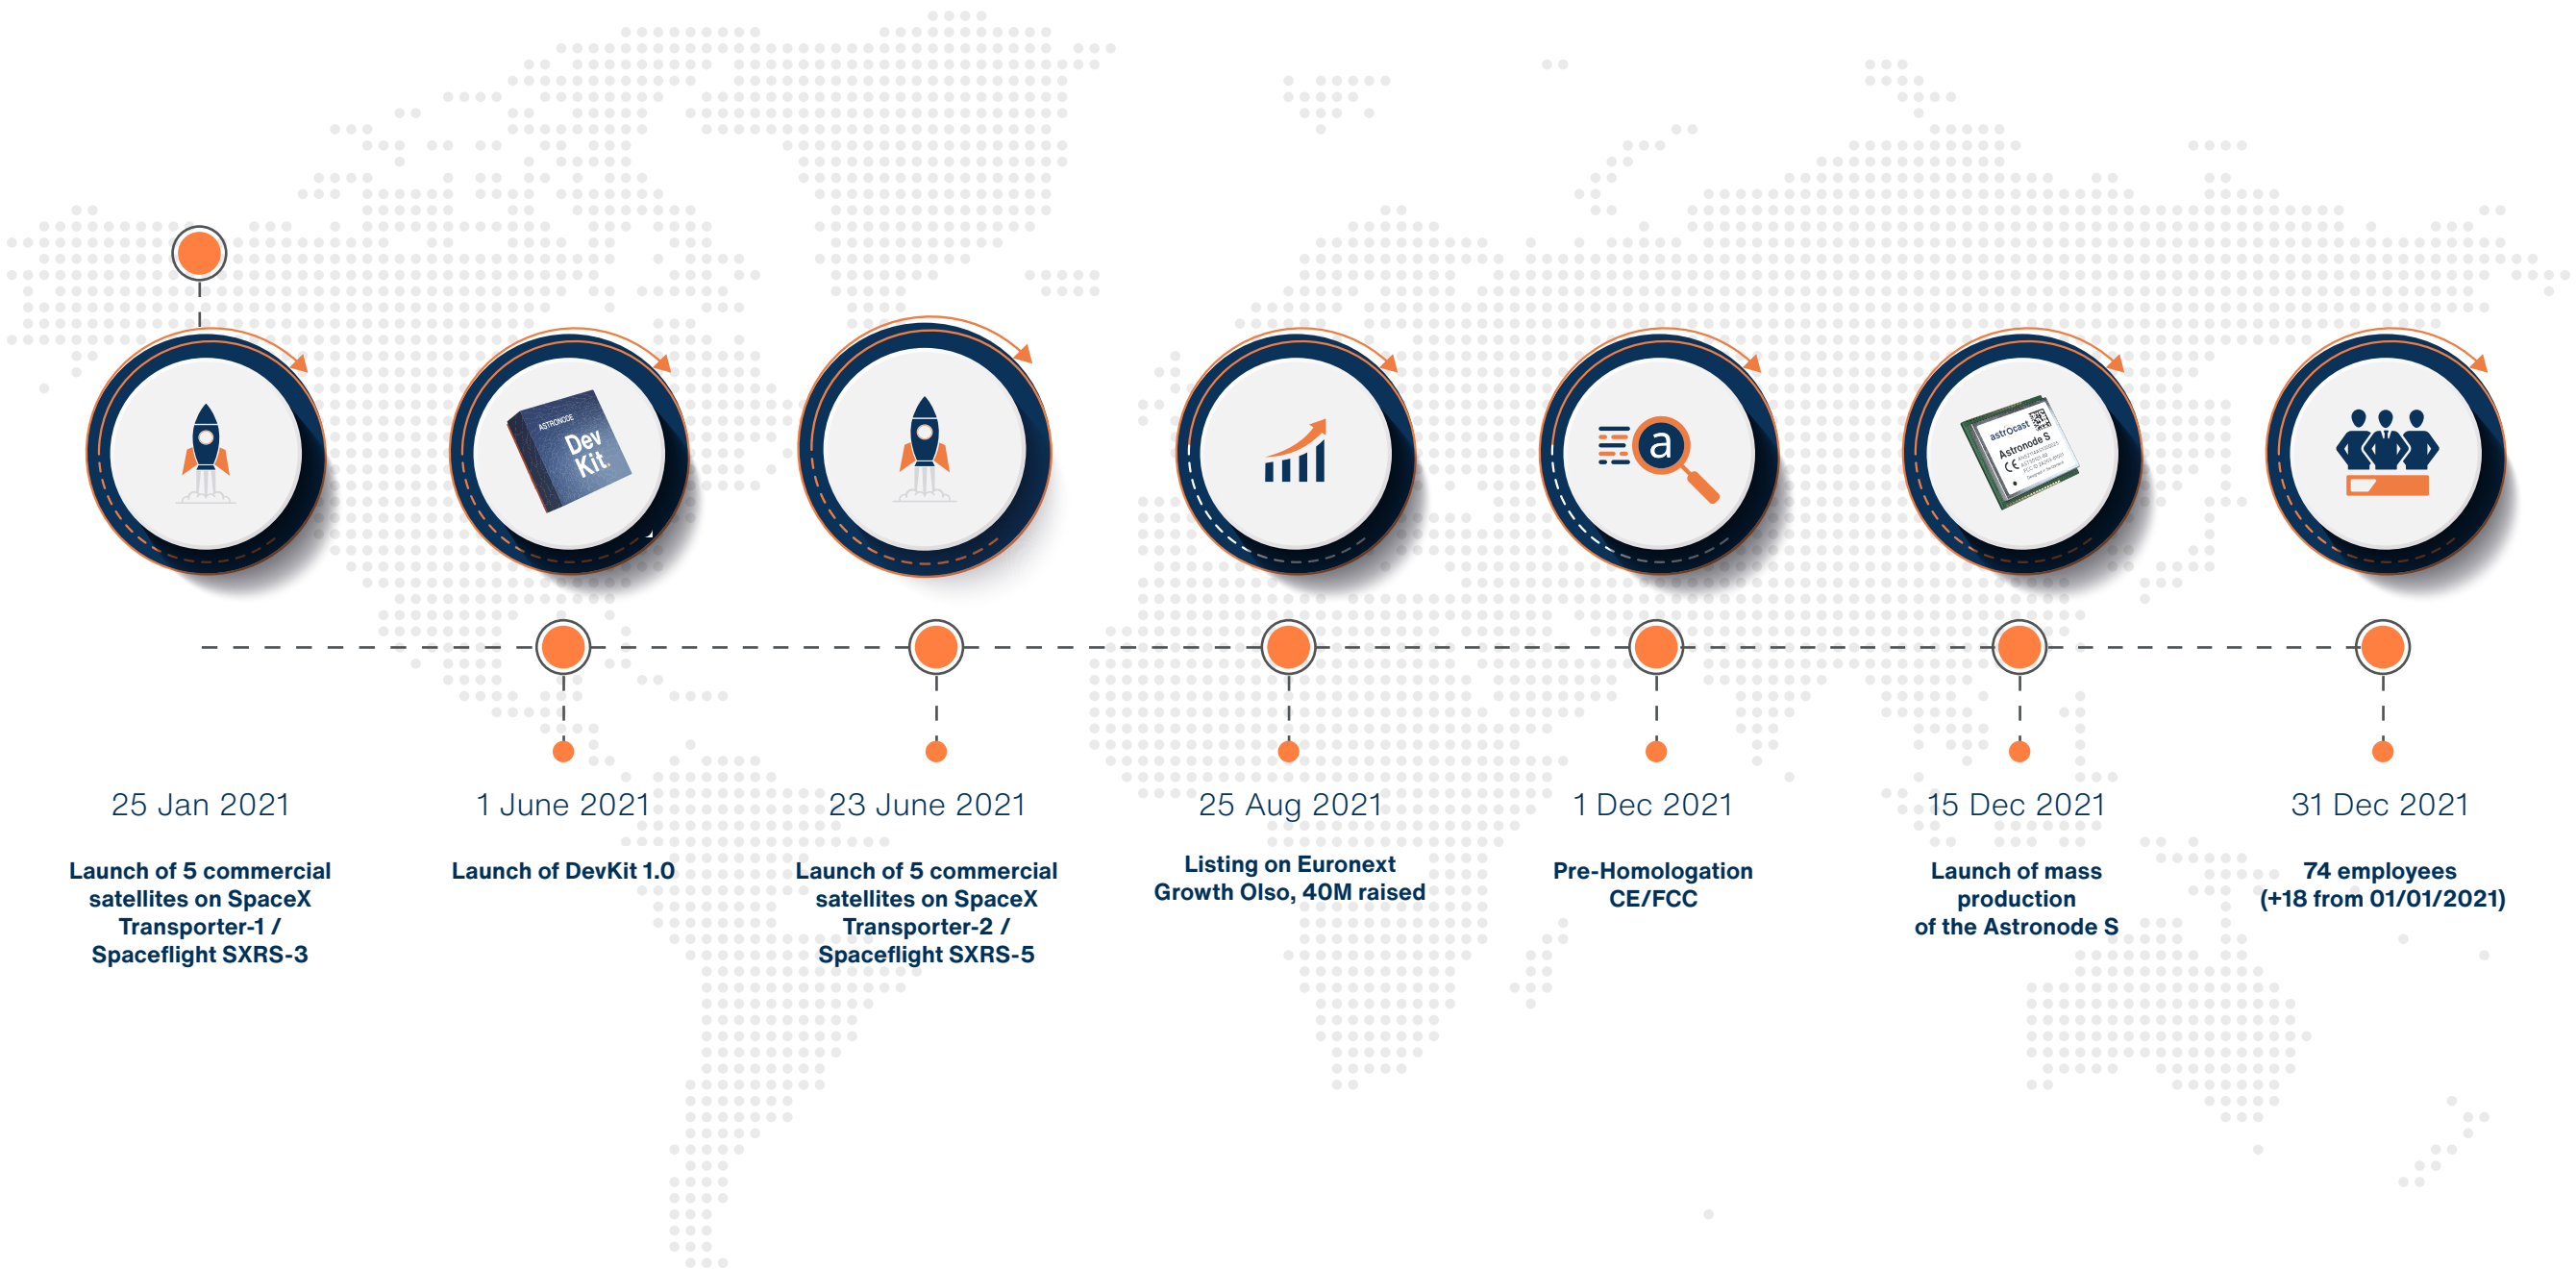 ASTRONODE
Dev
Kit.
a
astrocast
Astronode S
25 Jan 2021
Launch of 5 commercial
satellites on SpaceX
Transporter-1 /
Spaceflight SXRS-3
1 June 2021
Launch of DevKit 1.0
23 June 2021
Launch of 5 commercial
satellites on SpaceX
Transporter-2 /
Spaceflight SXRS-5
25 Aug 2021
Listing on Euronext
Growth Olso, 40M raised
1 Dec 2021
Pre-Homologation
CE/FCC
15 Dec 2021
Launch of mass
production
of the Astronode S
31 Dec 2021
74 employees
(+18 from 01/01/2021)